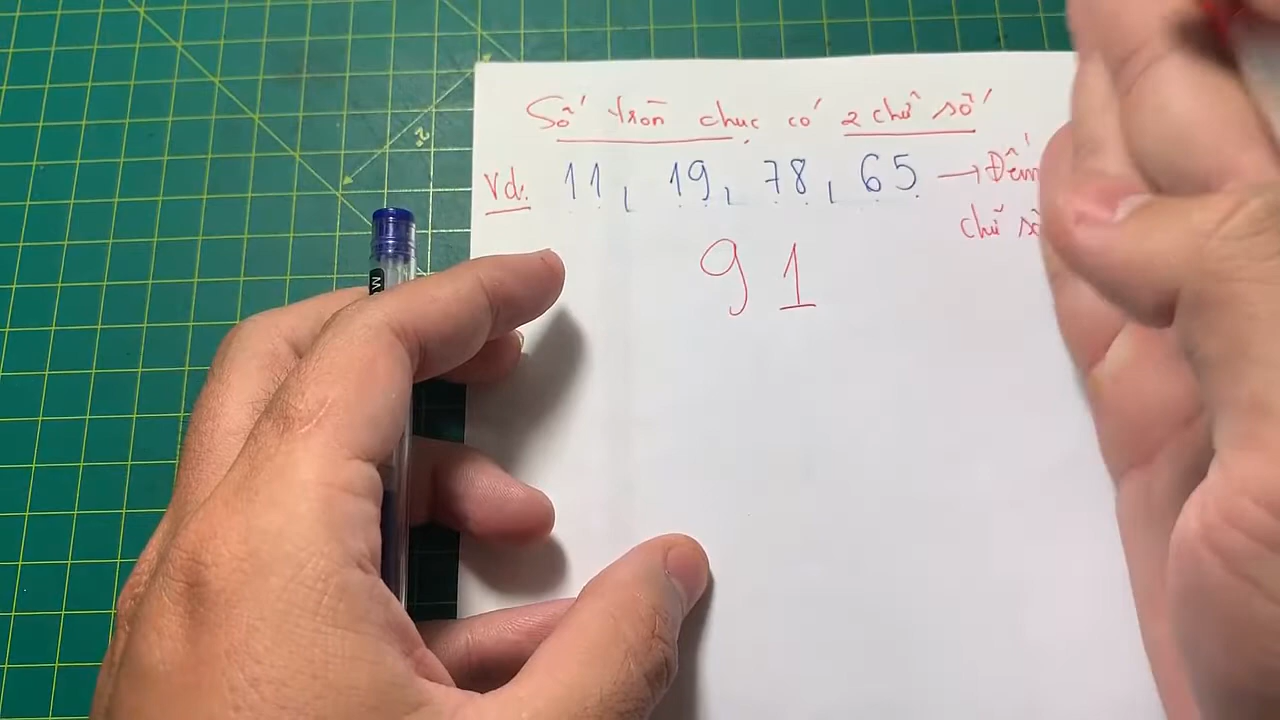 Số tròn chục có 2 chữ số
Vd: 11, 19, 78, 65 → Đếm
chữ số
91